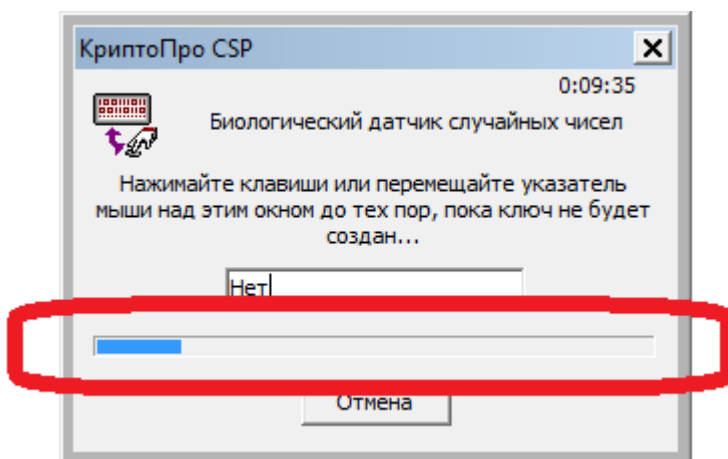 КриптоПро CSP
0:09:35
Биологический датчик случайных чисел
Нажимайте клавиши или перемещайте указатель
мыши над этим окном до тех пор, пока ключ не будет
создан...
Нет
Отмена